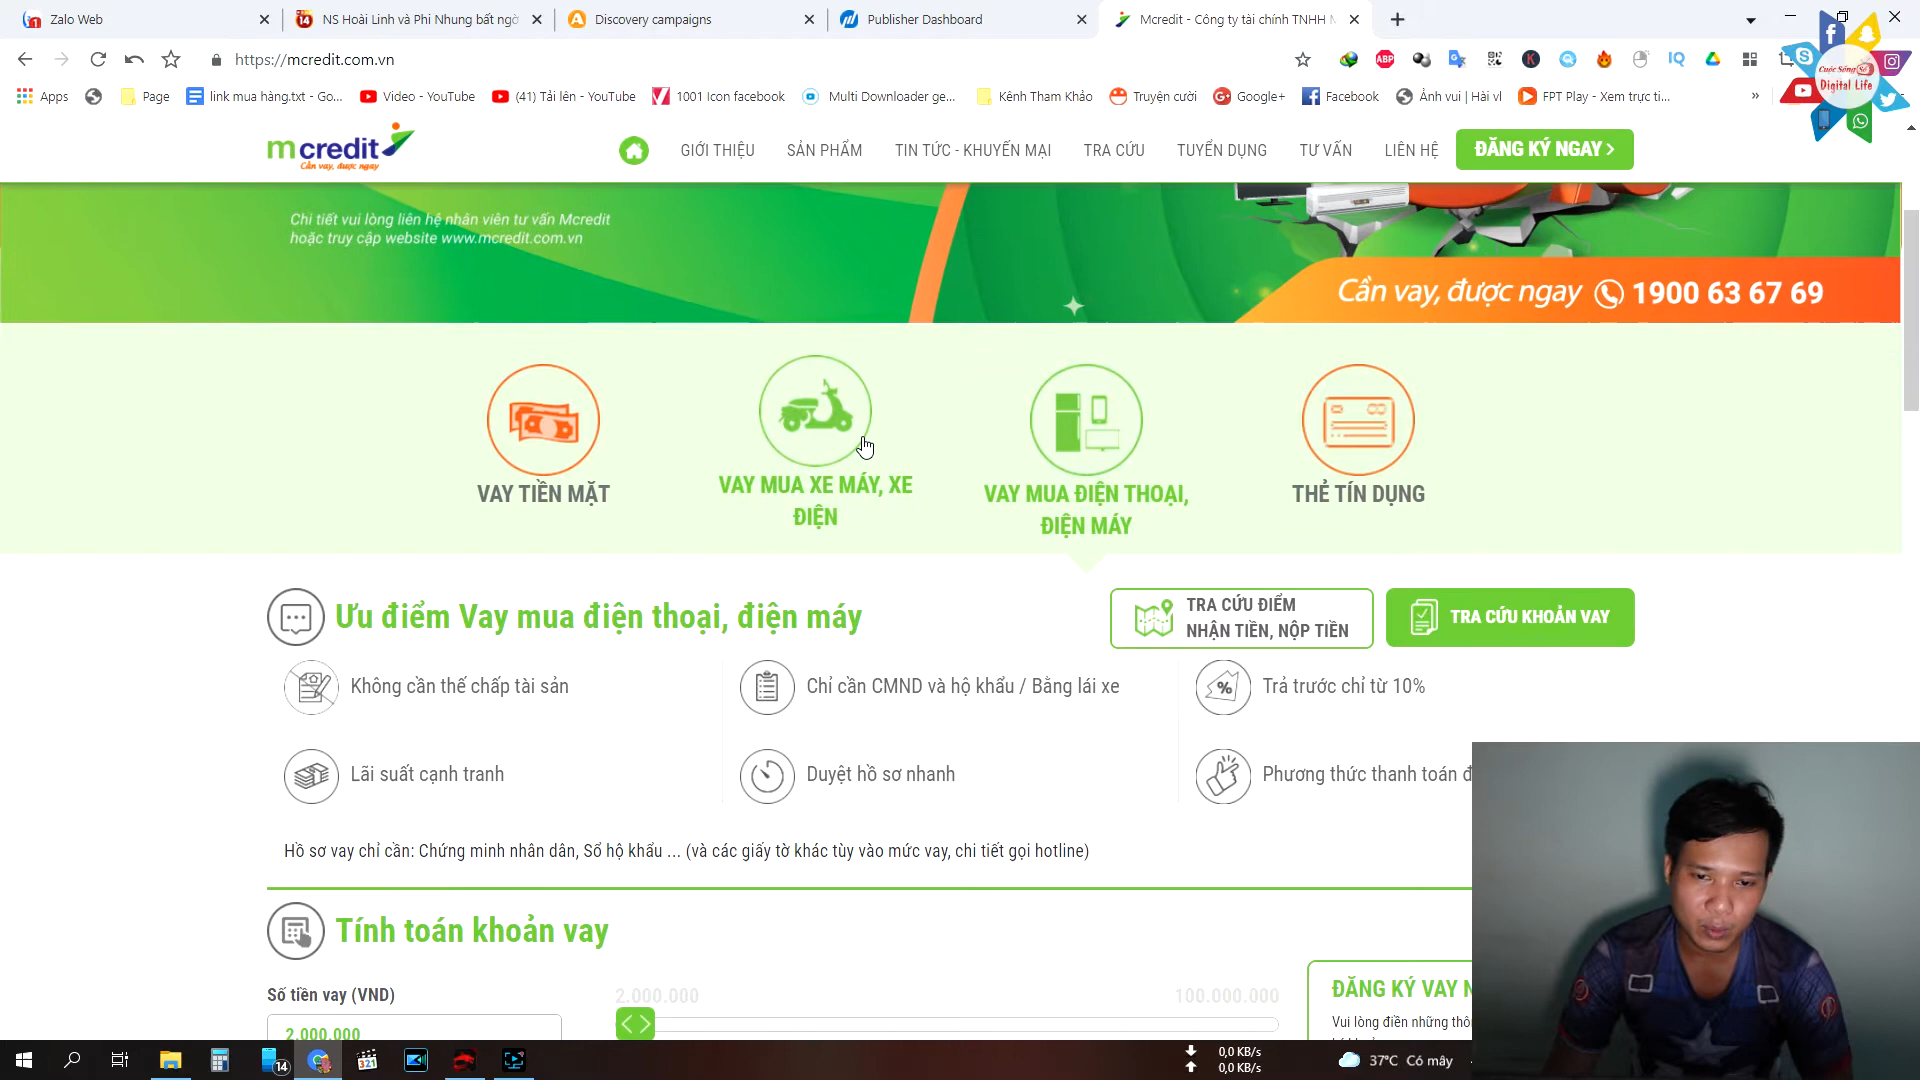 Zalo Web
NS Hoài Linh và Phi Nhung bất ngờ
Discovery campaigns
Publisher Dashboard
Mcredit - Công ty tài chính TNHH M
https://mcredit.com.vn
Apps
Page
link mua hàng.txt - Go...
Video - YouTube
(41) Tải lên - YouTube
1001 Icon facebook
Multi Downloader ge...
Kênh Tham Khảo
Truyện cười
Google+
Facebook
Ảnh vui | Hài vl
FPT Play - Xem trực ti...
Cuộc Sống Số
Digital Life
mcredit
Cần vay, được ngay
GIỚI THIỆU
SẢN PHẨM
TIN TỨC - KHUYẾN MẠI
TRA CỨU
TUYỂN DỤNG
TƯ VẤN
LIÊN HỆ
ĐĂNG KÝ NGAY >
Chi tiết vui lòng liên hệ nhân viên tư vấn Mcredit
hoặc truy cập website www.mcredit.com.vn
Cần vay, được ngay 1900 63 67 69
VAY TIỀN MẶT
VAY MUA XE MÁY, XE
ĐIỆN
VAY MUA ĐIỆN THOẠI,
ĐIỆN MÁY
THẺ TÍN DỤNG
Ưu điểm Vay mua điện thoại, điện máy
TRA CỨU ĐIỂM
NHẬN TIỀN, NỘP TIỀN
TRA CỨU KHOẢN VAY
Không cần thế chấp tài sản
Chỉ cần CMND và hộ khẩu / Bằng lái xe
Trả trước chỉ từ 10%
Lãi suất cạnh tranh
Duyệt hồ sơ nhanh
Phương thức thanh toán đ
Hồ sơ vay chỉ cần: Chứng minh nhân dân, Sổ hộ khẩu ... (và các giấy tờ khác tùy vào mức vay, chi tiết gọi hotline)
Tính toán khoản vay
Số tiền vay (VND)
2.000.000
100.000.000
2.000.000
ĐĂNG KÝ VAY N
Vui lòng điền những thô
0,0 KB/s
0,0 KB/s
37°C Có mây